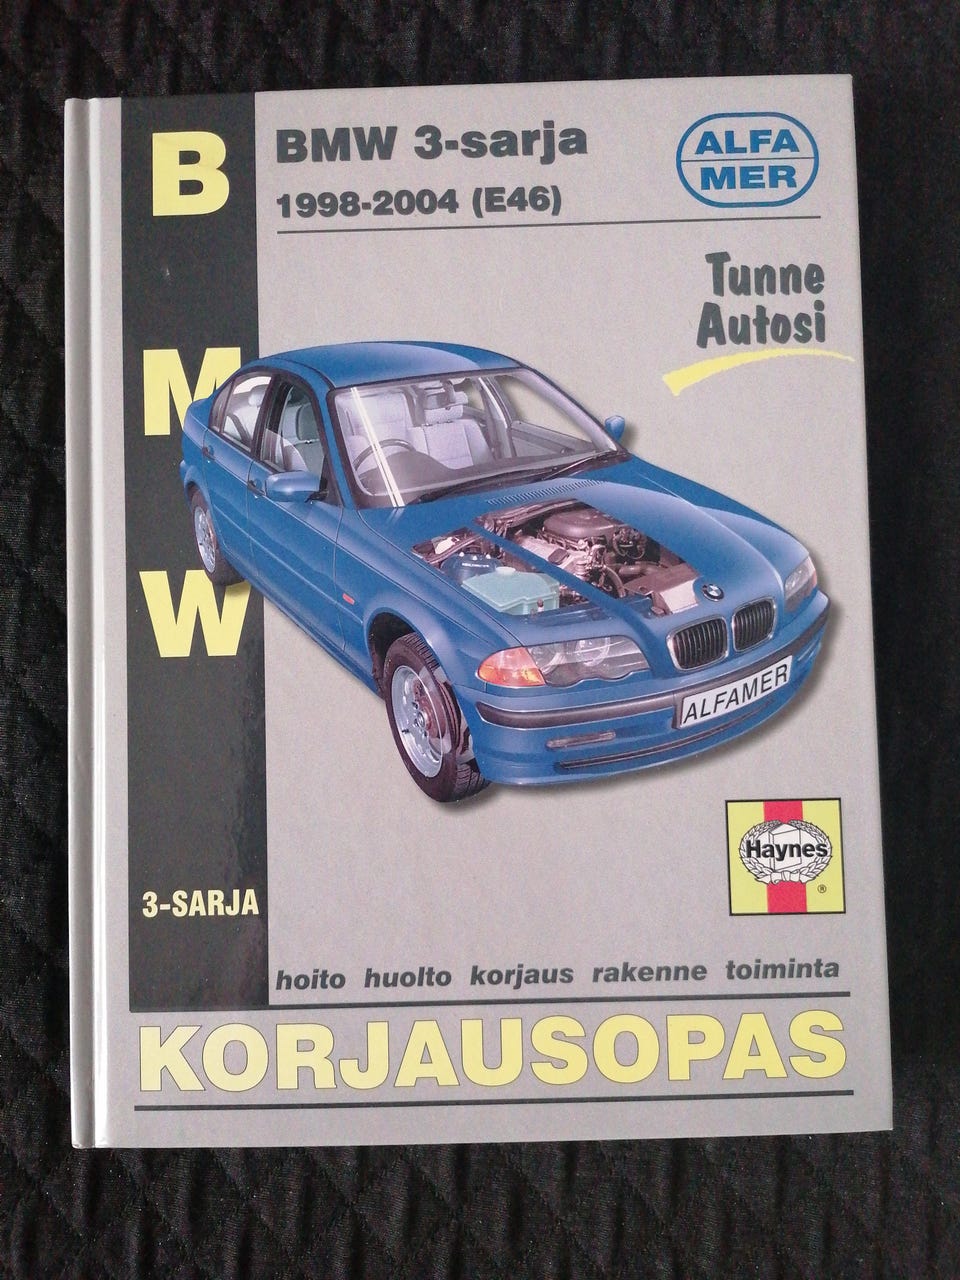 BMW
BMW 3-sarja
1998-2004 (E46)
ALFA
MER
Tunne
Autosi
ALFAMER
Haynes
®
3-SARJA
hoito huolto korjaus rakenne toiminta
KORJAUSOPAS